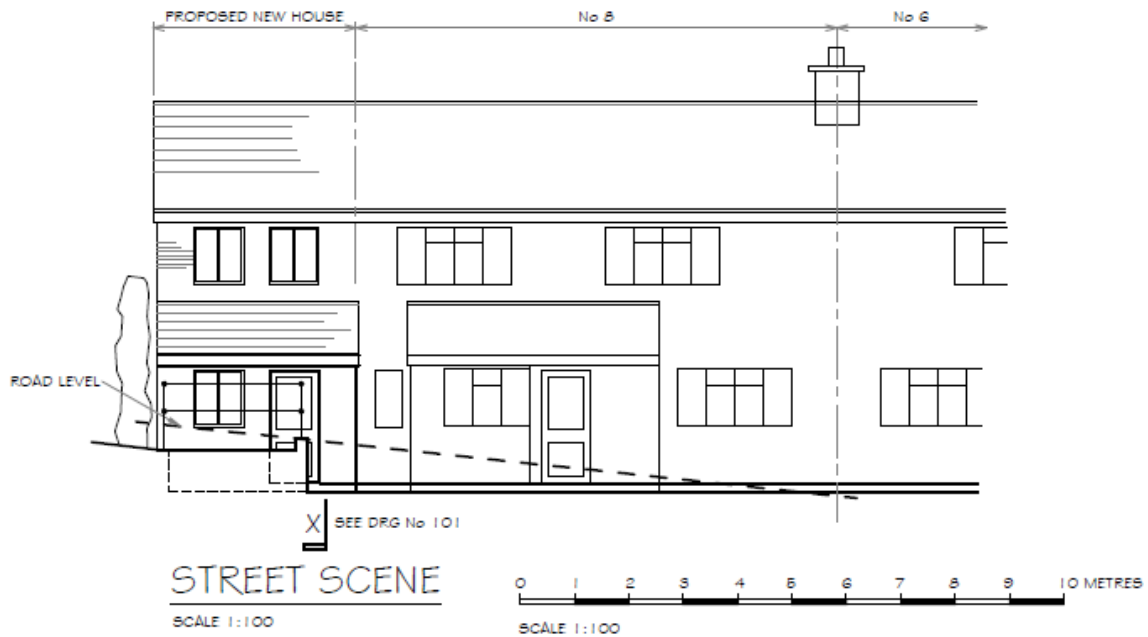 PROPOSED NEW HOUSE
No 8
No 6
ROAD LEVEL
X SEE DRG No 101
STREET SCENE
SCALE 1:100
0 1 2 3 4 5 6 7 8 9 10 METRES
SCALE 1:100